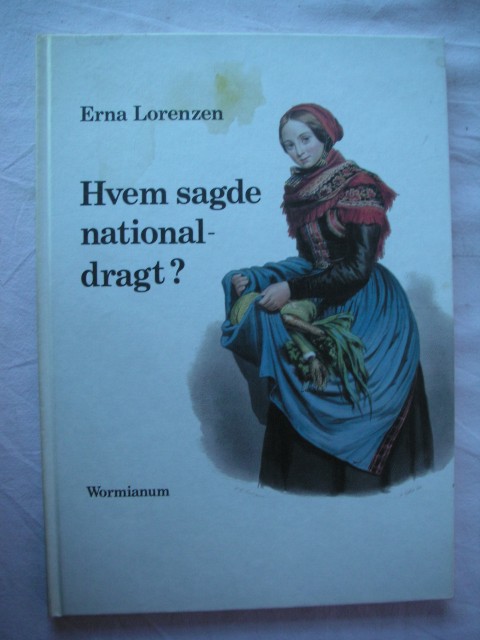 Erna Lorenzen
Hvem sagde
national-
dragt?
Wormianum